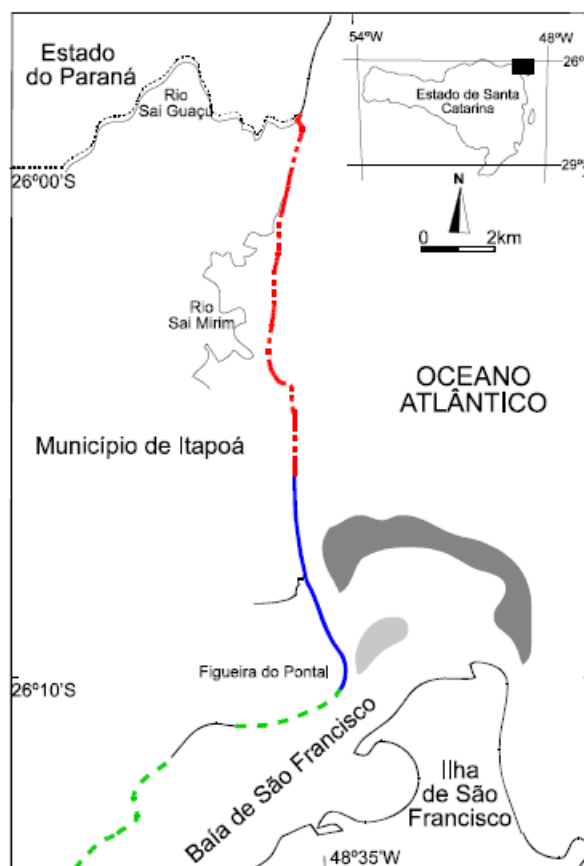 Estado
do Paraná
Rio
Sai Guaçú
54ºW
48ºW
26º
Estado de Santa
Catarina
29º
26º00'S
N
0
2km
Rio
Sai Mirim
OCEANO
ATLÂNTICO
Município de Itapoá
Figueira do Pontal
26º10'S
Baía de São Francisco
Ilha
de São
Francisco
48º35'W